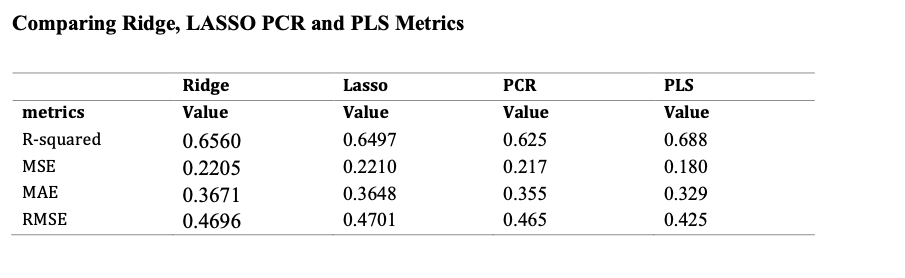 Comparing Ridge, LASSO PCR and PLS Metrics
Ridge Lasso PCR PLS
metrics Value Value Value Value
R-squared 0.6560 0.6497 0.625 0.688
MSE 0.2205 0.2210 0.217 0.180
MAE 0.3671 0.3648 0.355 0.329
RMSE 0.4696 0.4701 0.465 0.425